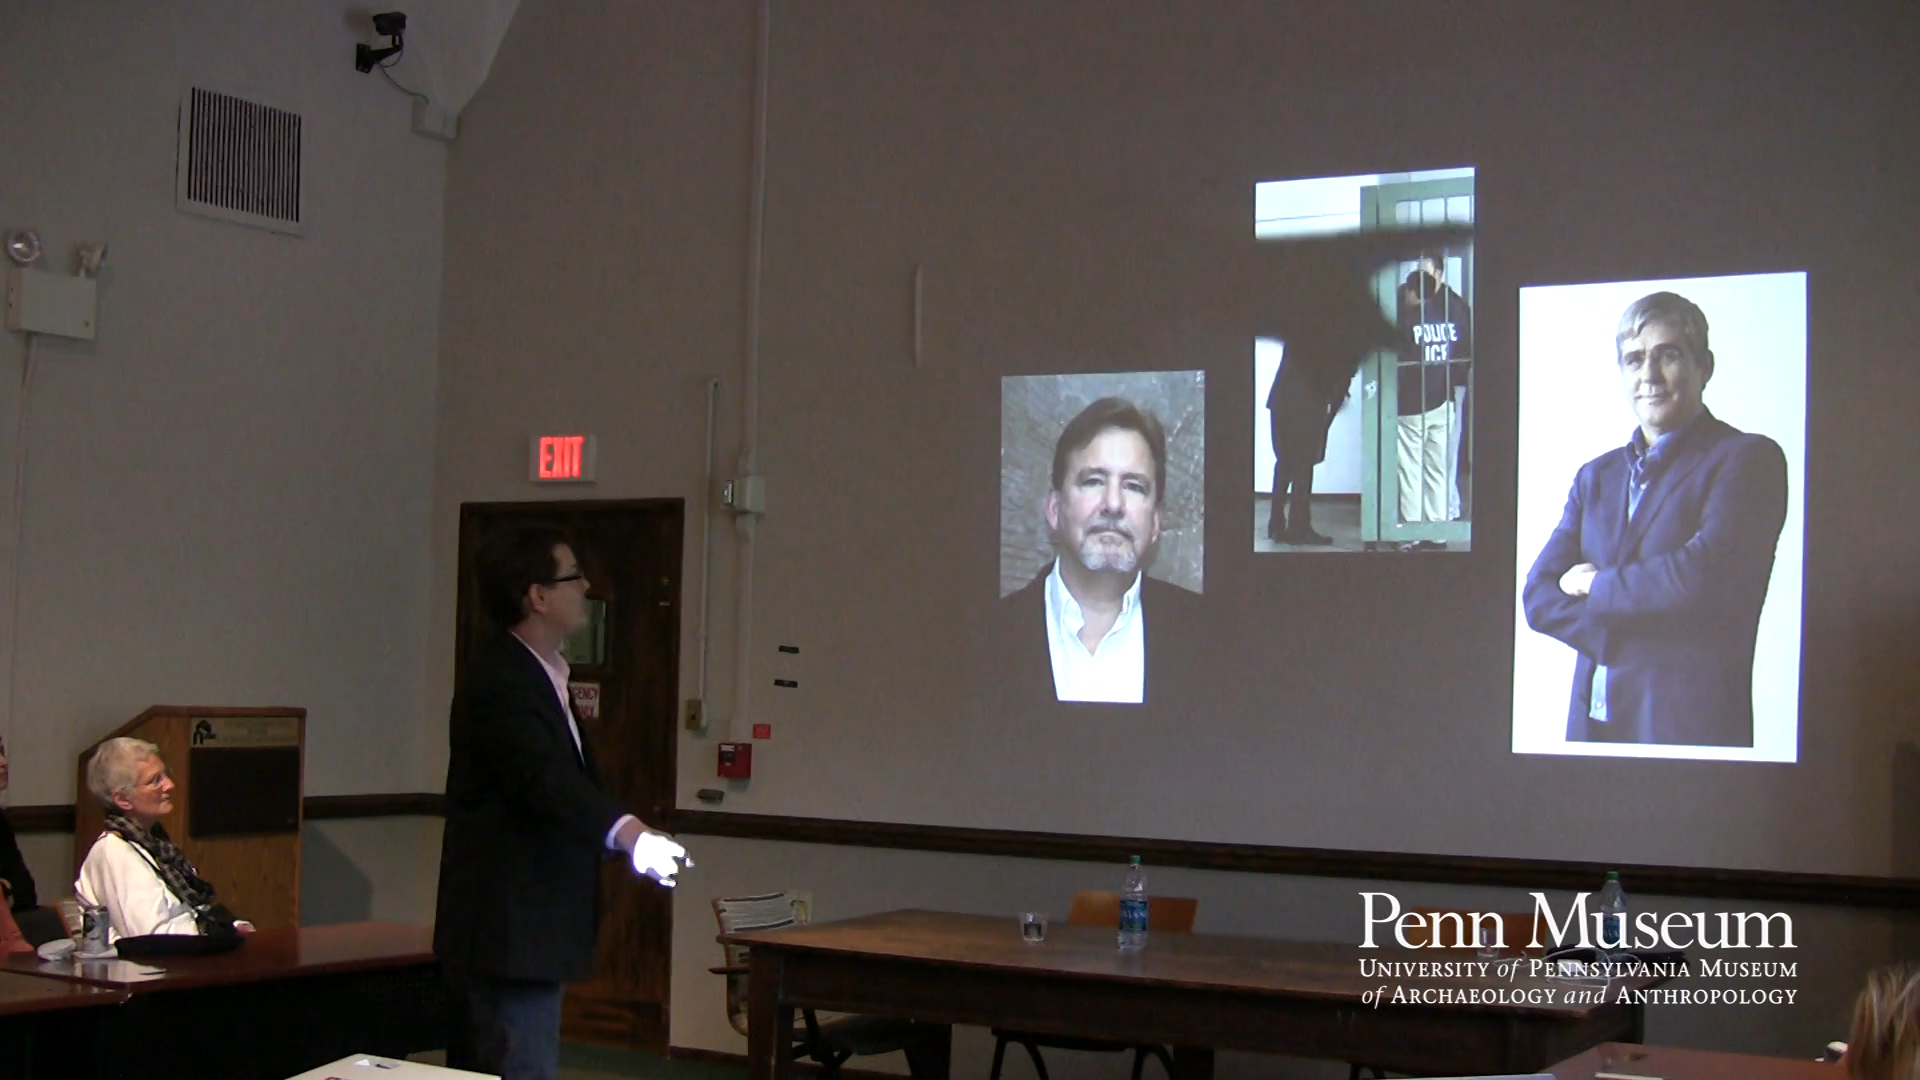 EXIT
POLICE
ICE
Penn Museum
University of Pennsylvania Museum
of Archaeology and Anthropology